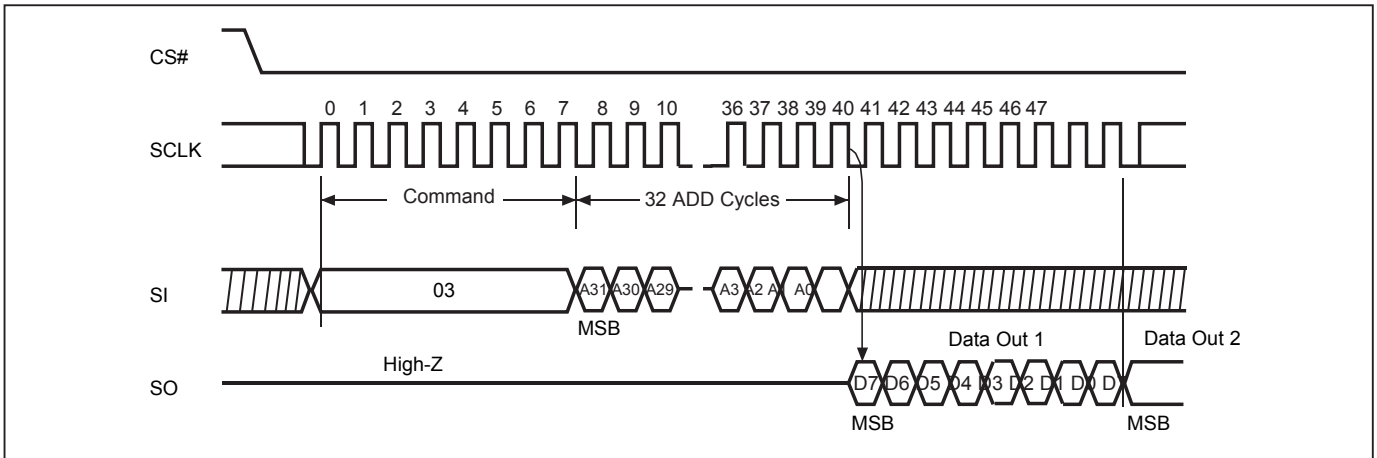 CS#
0 1 2 3 4 5 6 7 8 9 10 36 37 38 39 40 41 42 43 44 45 46 47
SCLK
Command 32 ADD Cycles
SI 03 A31 A30 A29 A3 A2 A A0
MSB
Data Out 1 Data Out 2
High-Z
SO D7 D6 D5 D4 D3 D2 D1 D0 D
MSB MSB